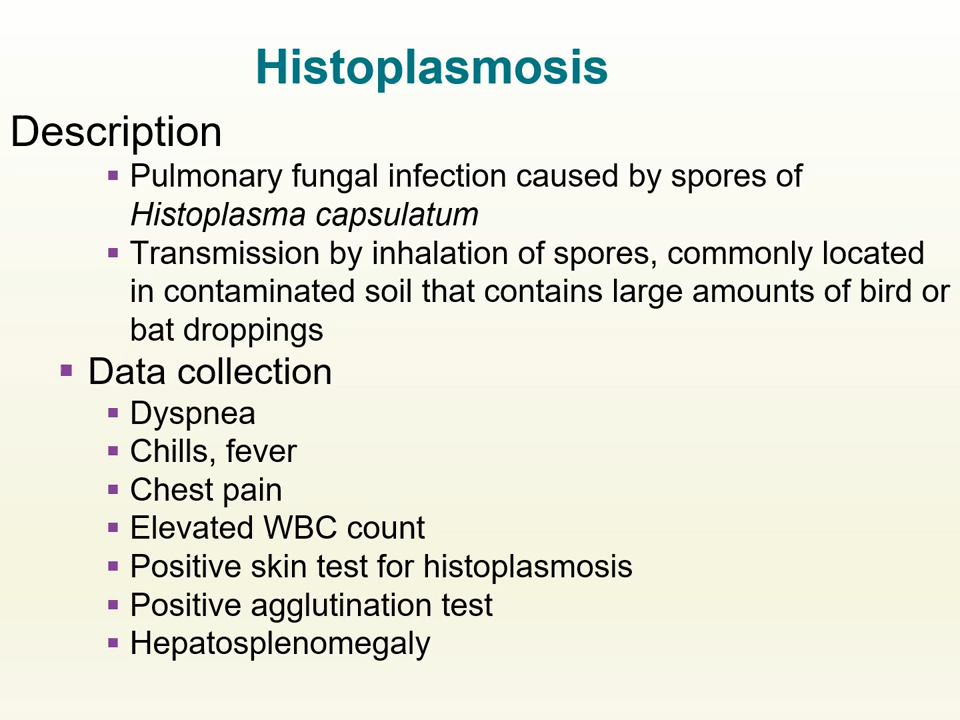 Histoplasmosis
Description
▪ Pulmonary fungal infection caused by spores of
Histoplasma capsulatum
▪ Transmission by inhalation of spores, commonly located
in contaminated soil that contains large amounts of bird or
bat droppings
▪ Data collection
▪ Dyspnea
▪ Chills, fever
▪ Chest pain
▪ Elevated WBC count
▪ Positive skin test for histoplasmosis
▪ Positive agglutination test
▪ Hepatosplenomegaly